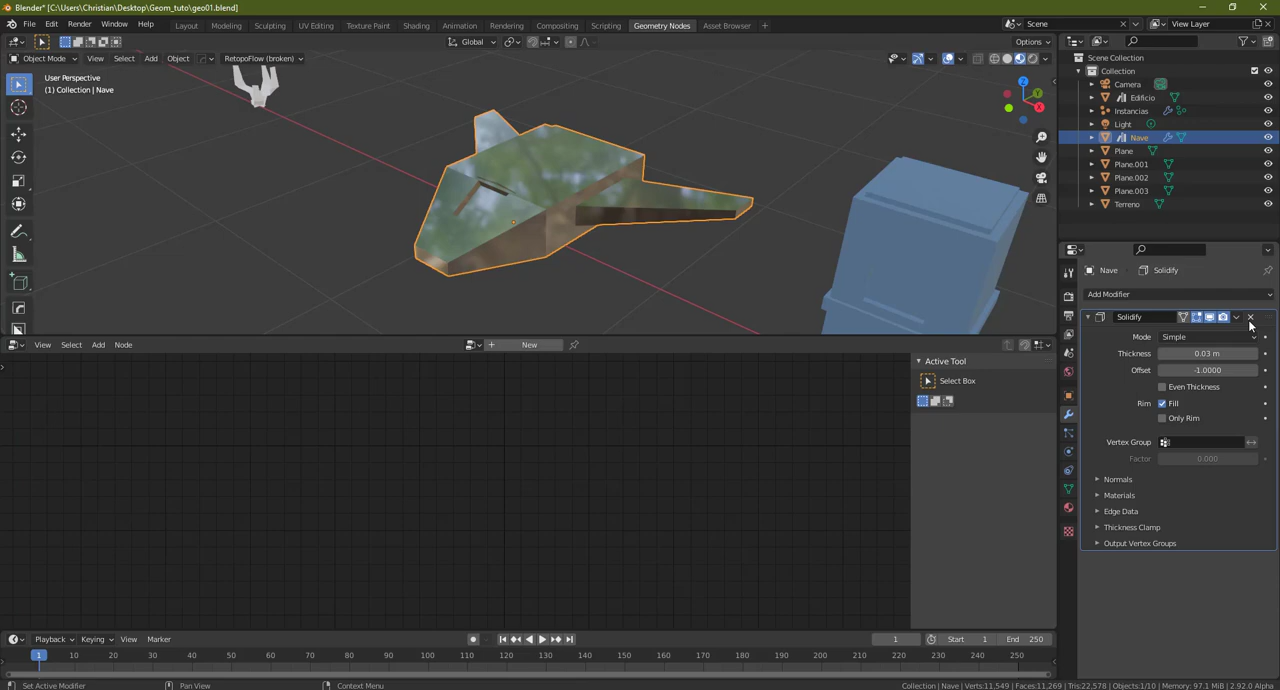 Blender* [C:\Users\Christian\Desktop\Geom_tuto\geo01.blend]
File Edit Render Window Help Layout Modeling Sculpting UV Editing Texture Paint Shading Animation Rendering Compositing Scripting Geometry Nodes Asset Browser + Scene View Layer
Global Options
Object Mode View Select Add Object RetopoFlow (broken)
User Perspective
(1) Collection | Nave
Z
Y
X
Scene Collection
Collection
Camera
Edificio
Instancias
Light
Nave
Plane
Plane.001
Plane.002
Plane.003
Terreno
Nave Solidify
Add Modifier
Solidify
Mode Simple
Thickness 0.03 m
Offset -1.0000
Even Thickness
Rim Fill
Only Rim
Vertex Group
Factor 0.000
Normals
Materials
Edge Data
Thickness Clamp
Output Vertex Groups
View Select Add Node New
Active Tool
Select Box
Playback Keying View Marker 1 Start 1 End 250
1 10 20 30 40 50 60 70 80 90 100 110 120 130 140 150 160 170 180 190 200 210 220 230 240 250
Set Active Modifier Pan View Context Menu Collection | Nave | Verts:11,549 | Faces:11,269 | Tris:22,578 | Objects:1/10 | Memory: 97.1 MiB | 2.92.0 Alpha